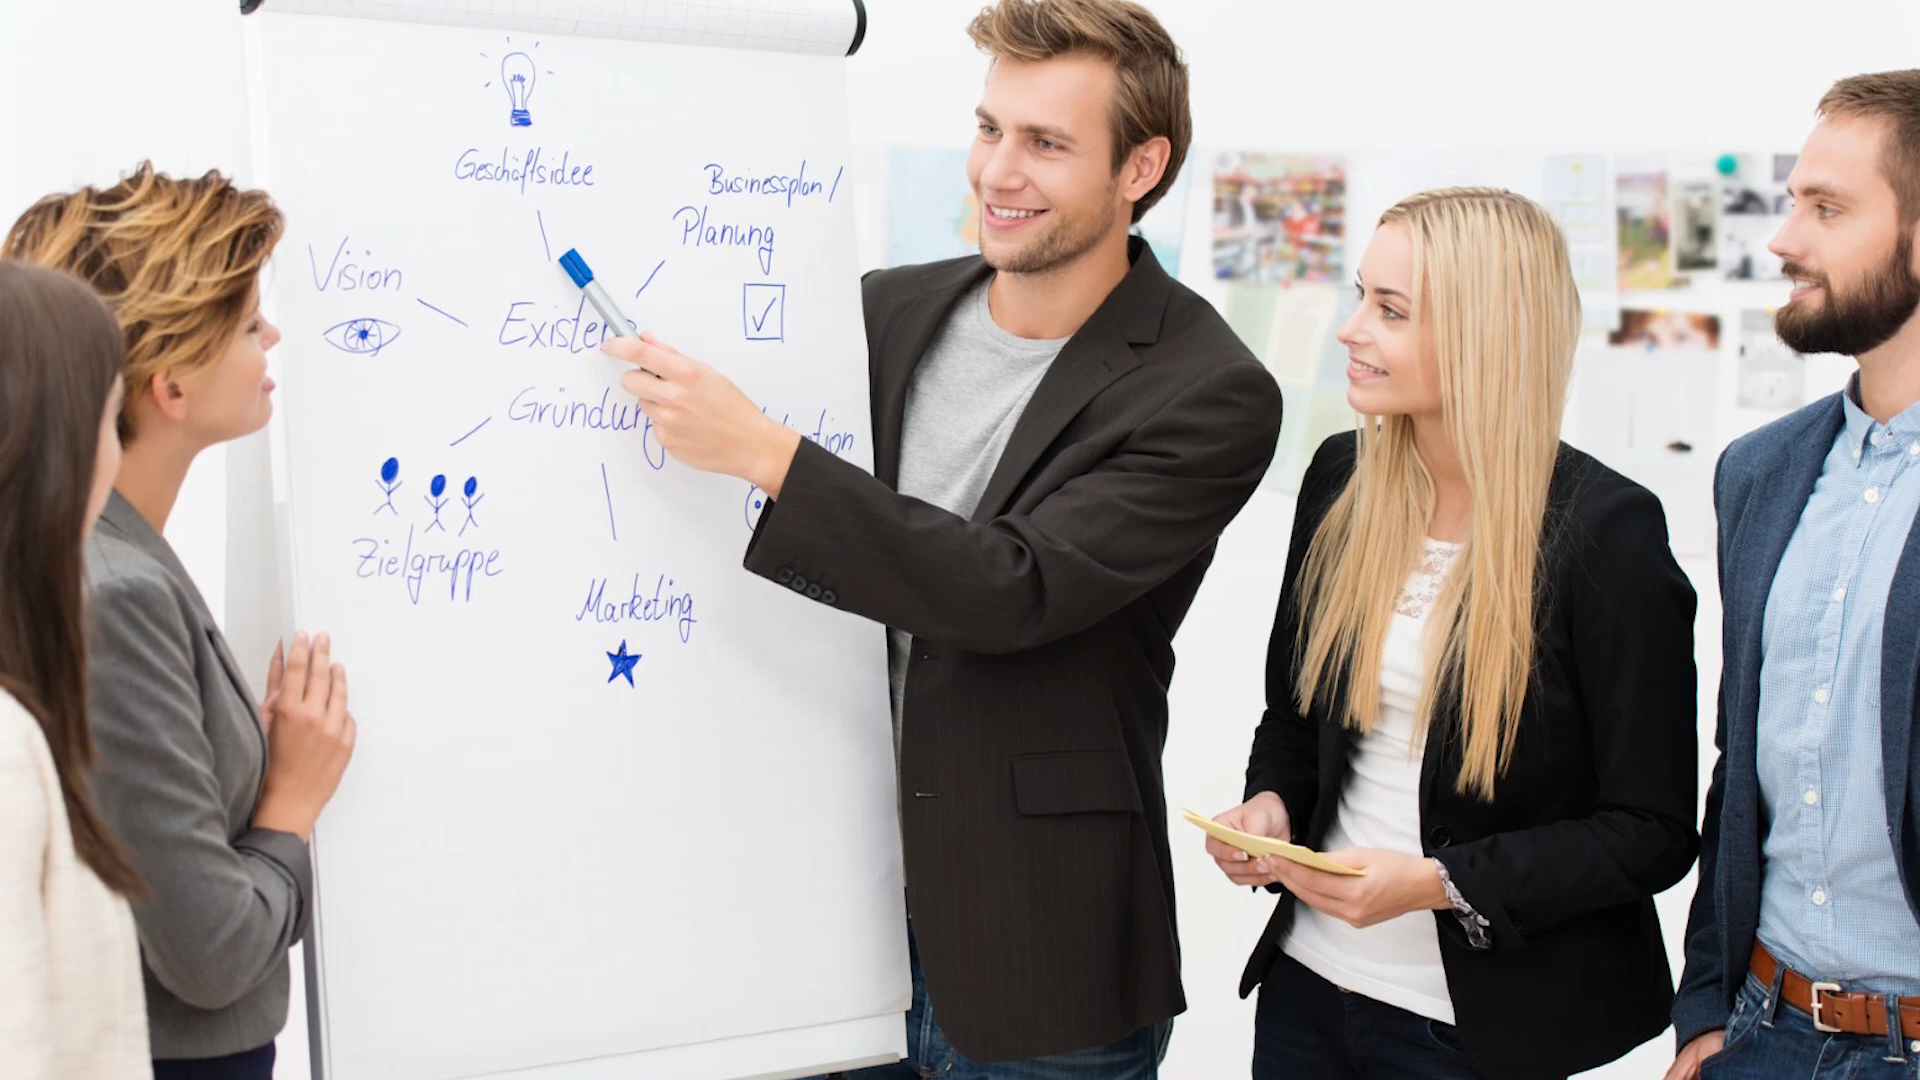 Geschäftsidee
Businessplan /
Planung
Vision
Zielgruppe
Marketing